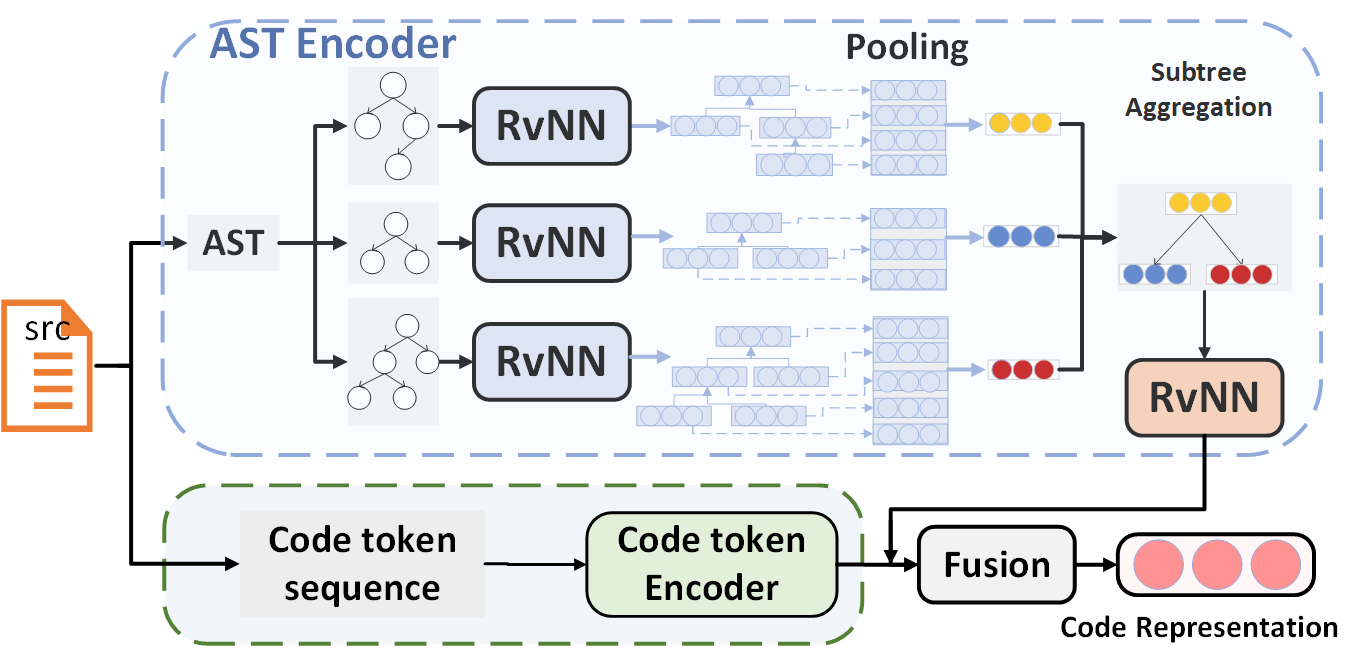 AST Encoder
Pooling
Subtree
Aggregation
RvNN
AST
RvNN
src
RvNN
RvNN
Code token
sequence
Code token
Encoder
Fusion
Code Representation